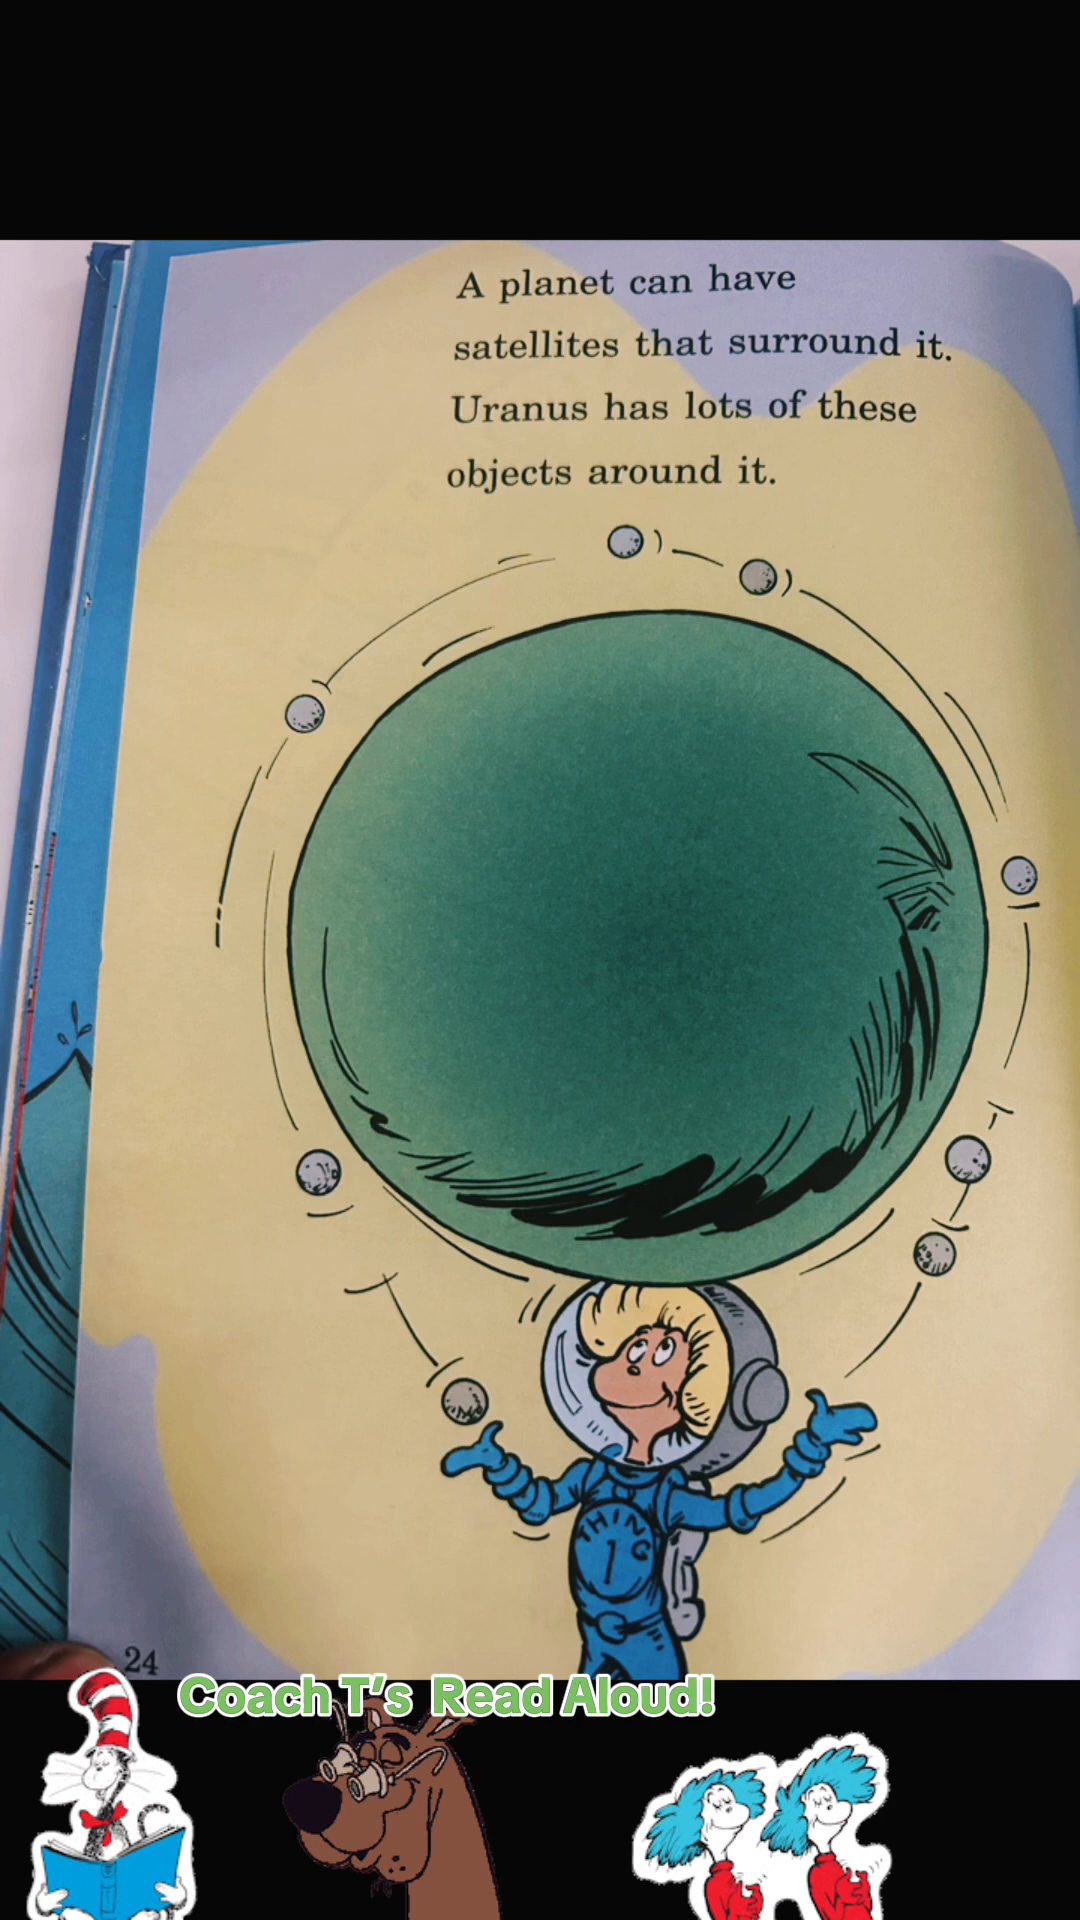 A planet can have
satellites that surround it.
Uranus has lots of these
objects around it.
THING
1
24
Coach T's Read Aloud!